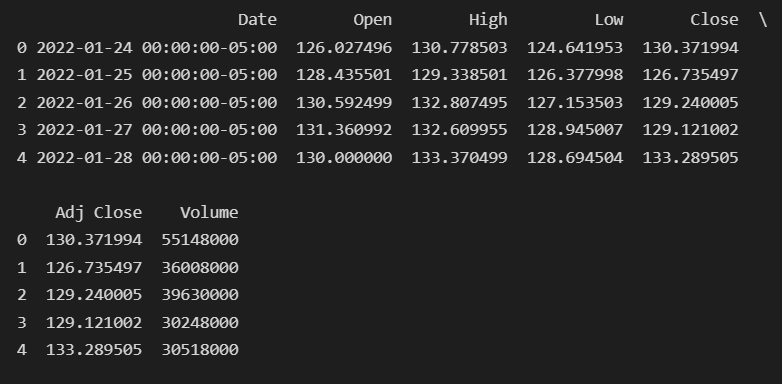 Date Open High Low Close \
0 2022-01-24 00:00:00-05:00 126.027496 130.778503 124.641953 130.371994
1 2022-01-25 00:00:00-05:00 128.435501 129.338501 126.377998 126.735497
2 2022-01-26 00:00:00-05:00 130.592499 132.807495 127.153503 129.240005
3 2022-01-27 00:00:00-05:00 131.360992 132.609955 128.945007 129.121002
4 2022-01-28 00:00:00-05:00 130.000000 133.370499 128.694504 133.289505
Adj Close Volume
0 130.371994 55148000
1 126.735497 36008000
2 129.240005 39630000
3 129.121002 30248000
4 133.289505 30518000